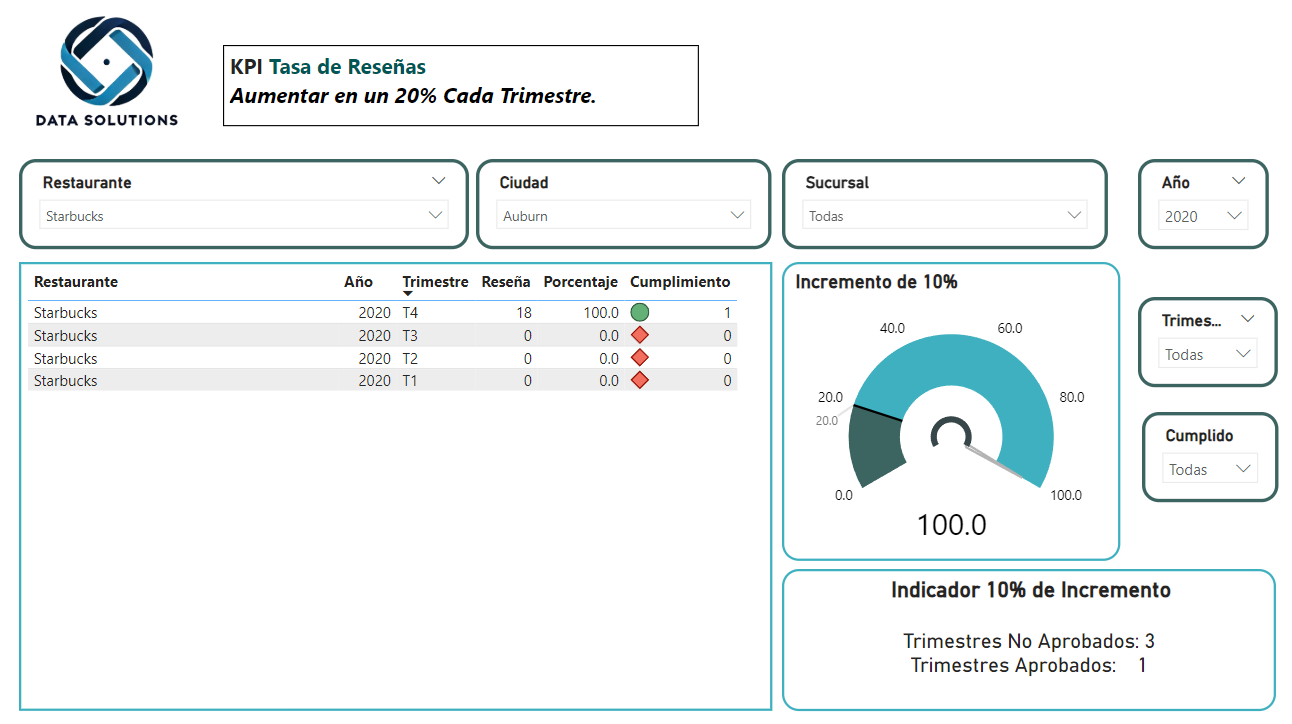 DATA SOLUTIONS
KPI Tasa de Reseñas
Aumentar en un 20% Cada Trimestre.
Restaurante
Starbucks
Ciudad
Auburn
Sucursal
Todas
Año
2020
Restaurante Año Trimestre Reseña Porcentaje Cumplimiento
Starbucks 2020 T4 18 100.0 1
Starbucks 2020 T3 0 0.0 0
Starbucks 2020 T2 0 0.0 0
Starbucks 2020 T1 0 0.0 0
Incremento de 10%
40.0 60.0
20.0 80.0
20.0
0.0 100.0
100.0
Trimes...
Todas
Cumplido
Todas
Indicador 10% de Incremento
Trimestres No Aprobados: 3
Trimestres Aprobados: 1